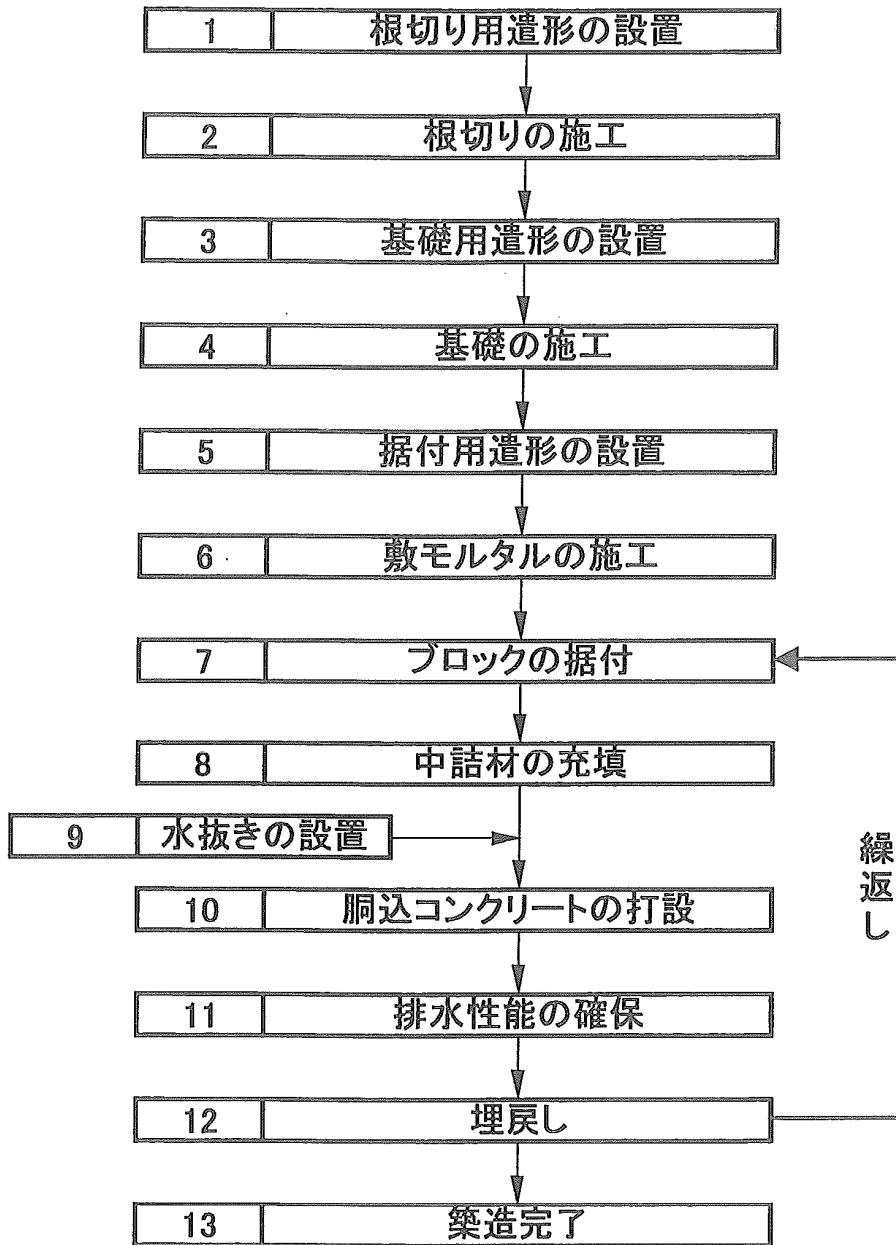 1 根切り用遣形の設置
2 根切りの施工
3 基礎用遣形の設置
4 基礎の施工
5 据付用遣形の設置
6 敷モルタルの施工
7 ブロックの据付
8 中詰材の充填
9 水抜きの設置
10 胴込コンクリートの打設
11 排水性能の確保
12 埋戻し
13 築造完了
繰返し